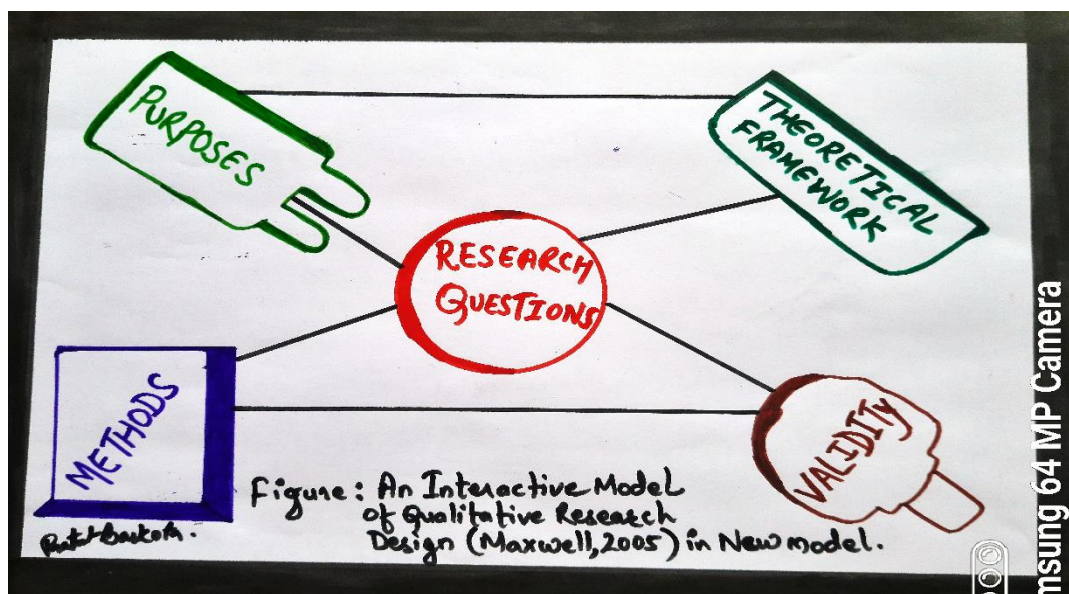 PURPOSES
THEORETICAL
FRAMEWORK
RESEARCH
QUESTIONS
METHODS
VALIDITY
Figure: An Interactive Model
of Qualitative Research
Design (Maxwell, 2005) in New model.
msung 64 MP Camera